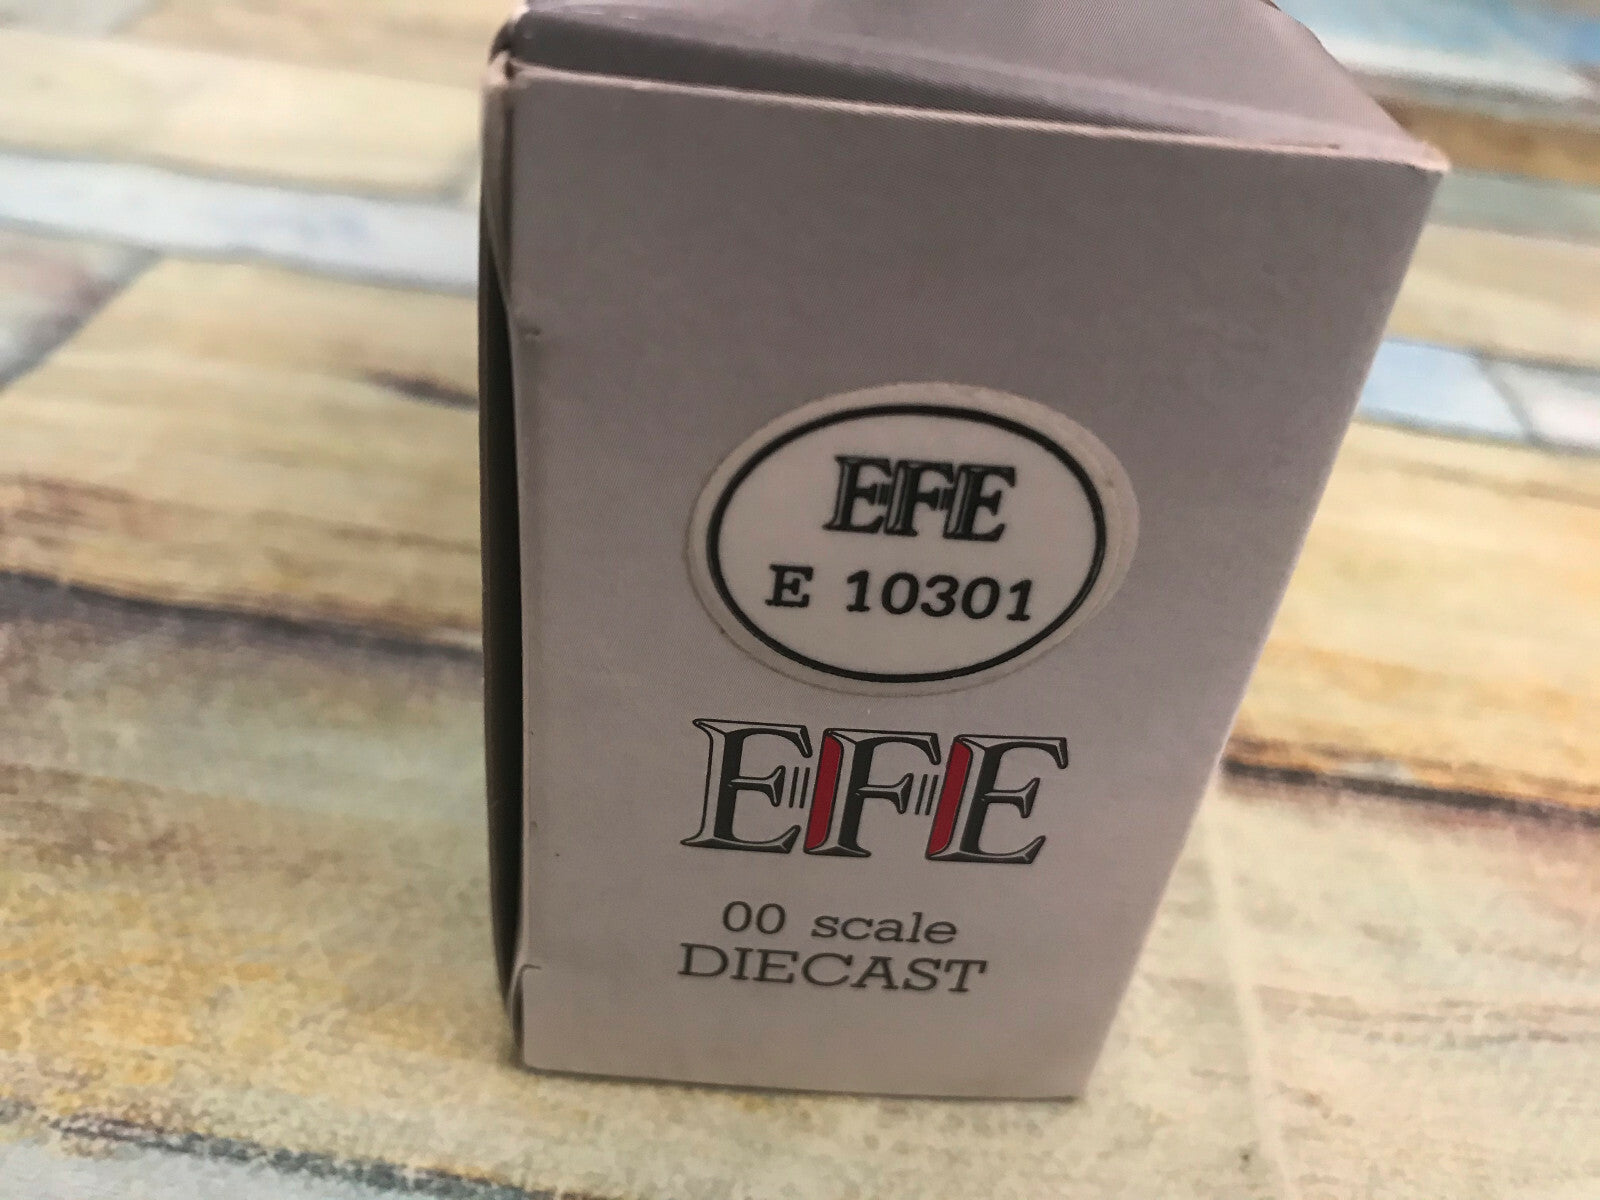 EFE
E 10301
EFE
00 scale
DIECAST